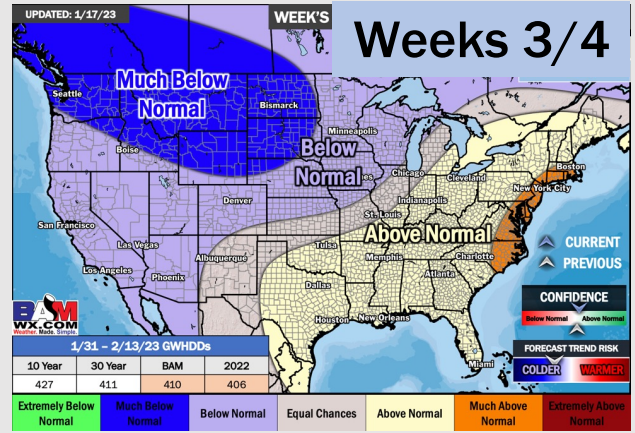 UPDATED: 1/17/23
WEEK'S
Weeks 3/4
Much Below
Normal
Seattle
Bismarck
Minneapolis
Boise
Below
Normal
es
Chicago
Cleveland
Boston
New York City
Denver
Indianapolis
St. Louis
San Francisco
Above Normal
Las Vegas
Albuquerque
Tulsa
Memphis
Charlotte
Los Angeles
Phoenix
Atlanta
Dallas
Houston
New Orleans
Miami
CURRENT
PREVIOUS
CONFIDENCE
Below Normal
Above Normal
FORECAST TREND RISK
COLDER
WARMER
BAM
WX.COM
Weather. Made. Simple.
1/31 – 2/13/23 GWHDDs
10 Year 30 Year BAM 2022
427 411 410 406
Extremely Below Normal
Much Below Normal
Below Normal
Equal Chances
Above Normal
Much Above Normal
Extremely Above Normal